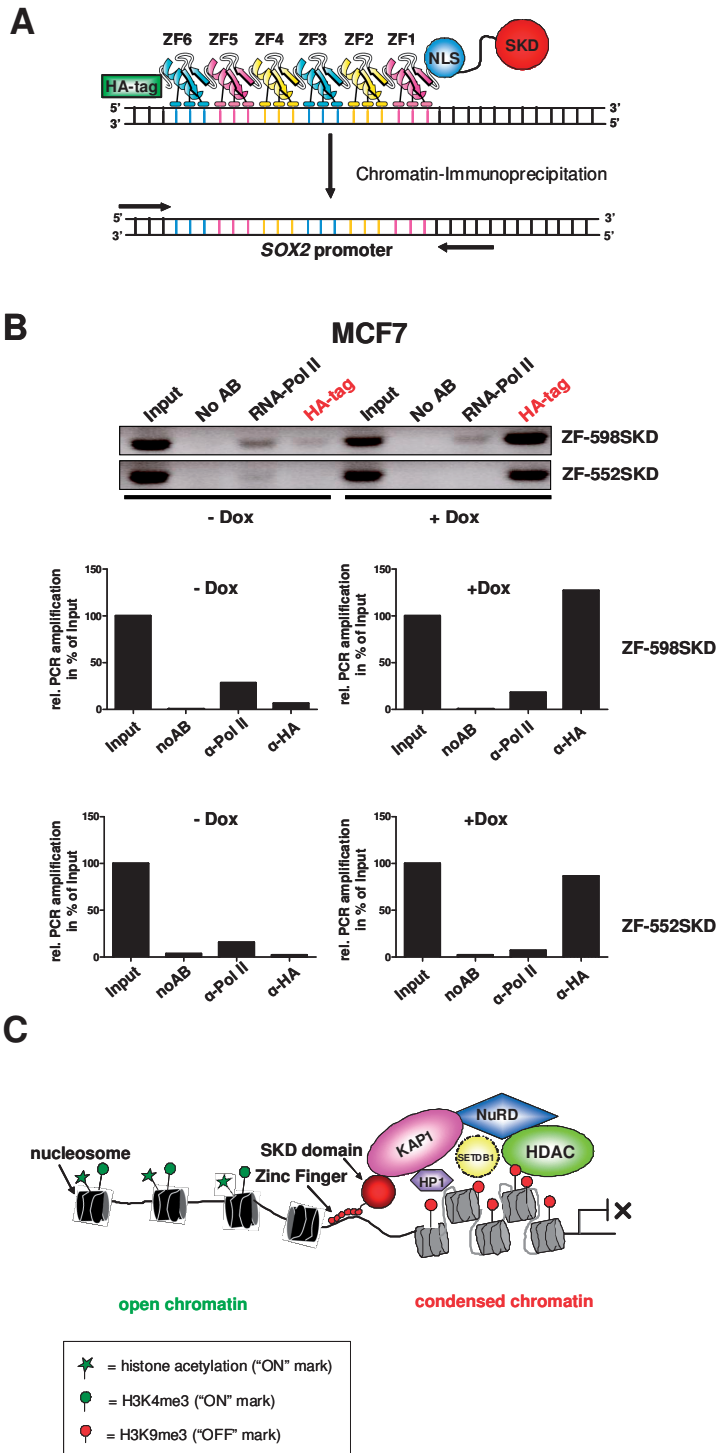 A
ZF6 ZF5 ZF4 ZF3 ZF2 ZF1
NLS
SKD
HA-tag
5' 3'
3' 5'
Chromatin-Immunoprecipitation
5' 3'
3' 5'
SOX2 promoter
B
MCF7
Input No AB RNA-Pol II HA-tag Input No AB RNA-Pol II HA-tag
ZF-598SKD
ZF-552SKD
- Dox + Dox
rel. PCR amplification
in % of Input
150
100
50
0
- Dox
Input noAB α-Pol II α-HA
rel. PCR amplification
in % of Input
150
100
50
0
+Dox
Input noAB α-Pol II α-HA
ZF-598SKD
rel. PCR amplification
in % of Input
150
100
50
0
- Dox
Input noAB α-Pol II α-HA
rel. PCR amplification
in % of Input
150
100
50
0
+Dox
Input noAB α-Pol II α-HA
ZF-552SKD
C
nucleosome
SKD domain
Zinc Finger
KAP1
NuRD
SETDB1
HDAC
HP1
open chromatin
condensed chromatin
= histone acetylation ("ON" mark)
= H3K4me3 ("ON" mark)
= H3K9me3 ("OFF" mark)